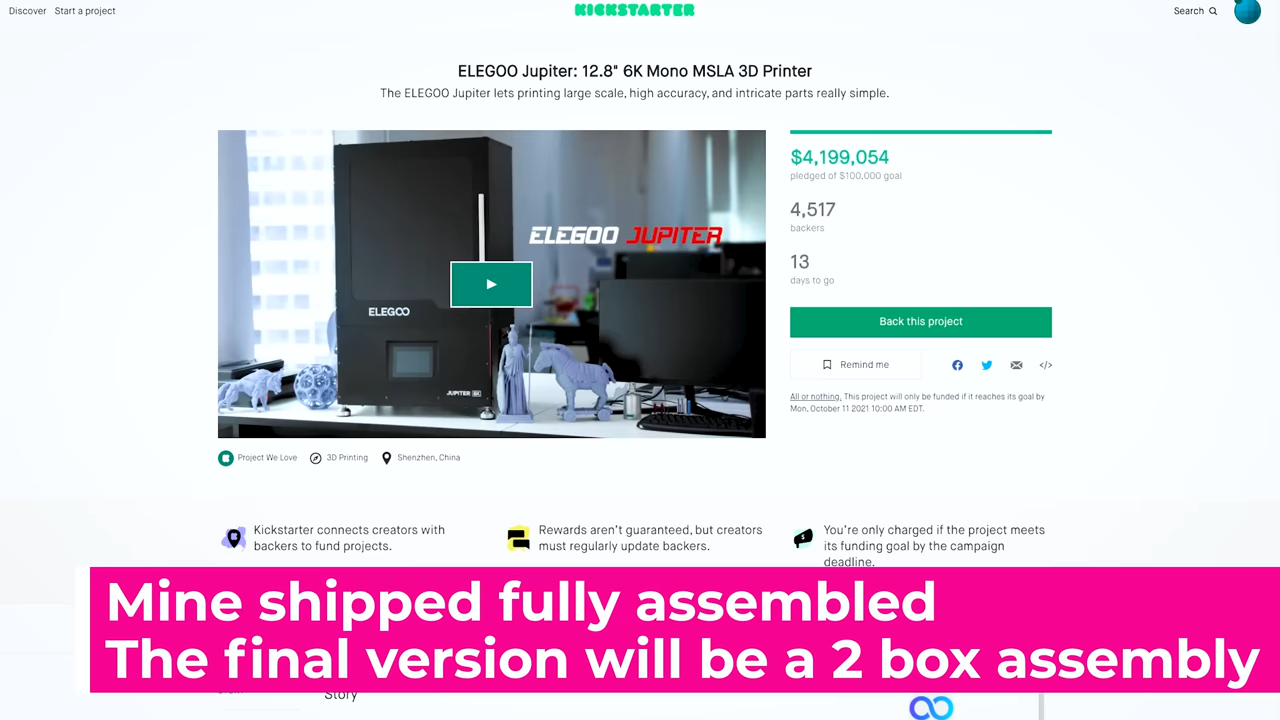 Discover Start a project KICKSTARTER Search
ELEGOO Jupiter: 12.8" 6K Mono MSLA 3D Printer
The ELEGOO Jupiter lets printing large scale, high accuracy, and intricate parts really simple.
ELEGOO JUPITER
ELEGOO
JUPITER 6K
$4,199,054
pledged of $100,000 goal
4,517
backers
13
days to go
Back this project
Remind me
All or nothing. This project will only be funded if it reaches its goal by
Mon, October 11 2021 10:00 AM EDT.
Project We Love 3D Printing Shenzhen, China
Kickstarter connects creators with
backers to fund projects.
Rewards aren't guaranteed, but creators
must regularly update backers.
You're only charged if the project meets
its funding goal by the campaign
deadline.
Mine shipped fully assembled
The final version will be a 2 box assembly
Story